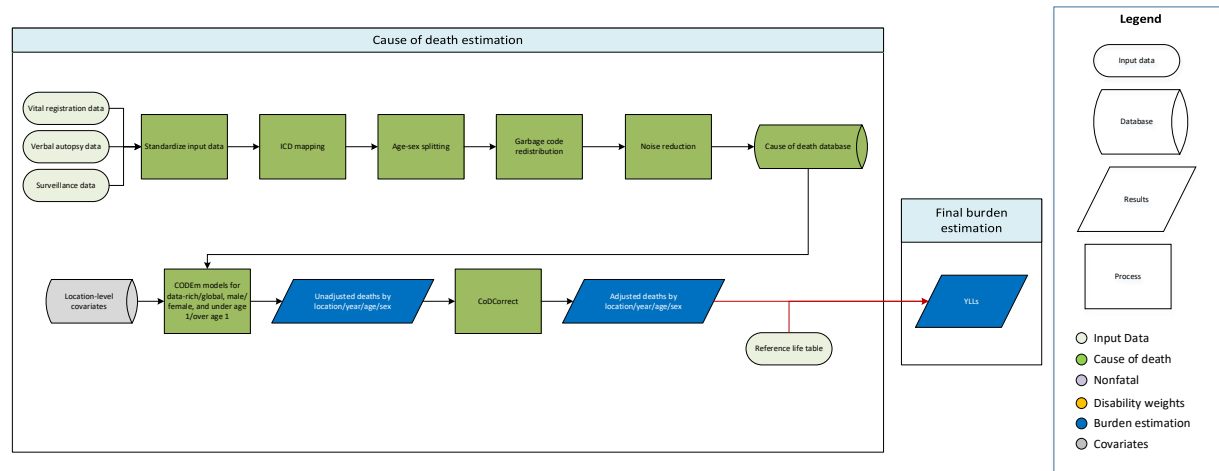 Cause of death estimation
Vital registration data
Verbal autopsy data
Surveillance data
Standardize input data
ICD mapping
Age-sex splitting
Garbage code
redistribution
Noise reduction
Cause of death database
Location-level
covariates
CODEm models for
data-rich/global, male/
female, and under age
1/over age 1
Unadjusted deaths by
location/year/age/sex
CoDCorrect
Adjusted deaths by
location/year/age/sex
Reference life table
Final burden
estimation
YLLs
Legend
Input data
Database
Results
Process
Input Data
Cause of death
Nonfatal
Disability weights
Burden estimation
Covariates